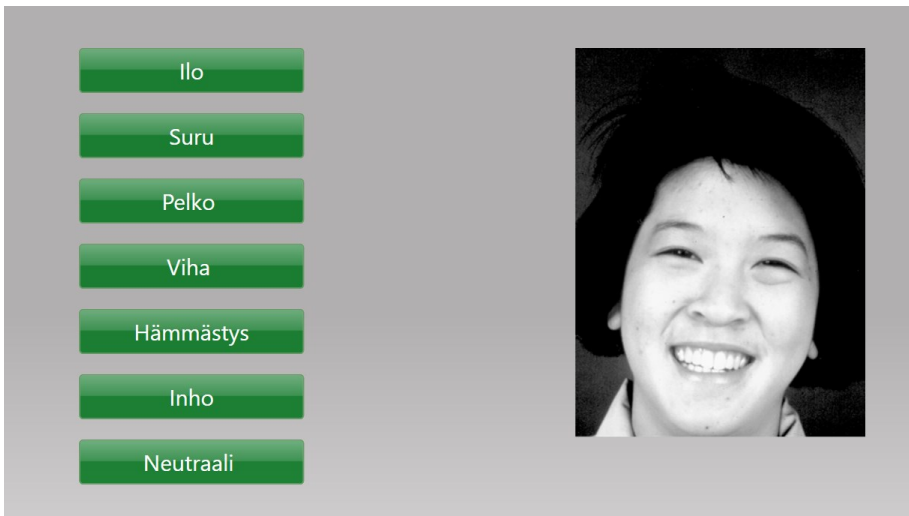 Ilo
Suru
Pelko
Viha
Hämmästys
Inho
Neutraali